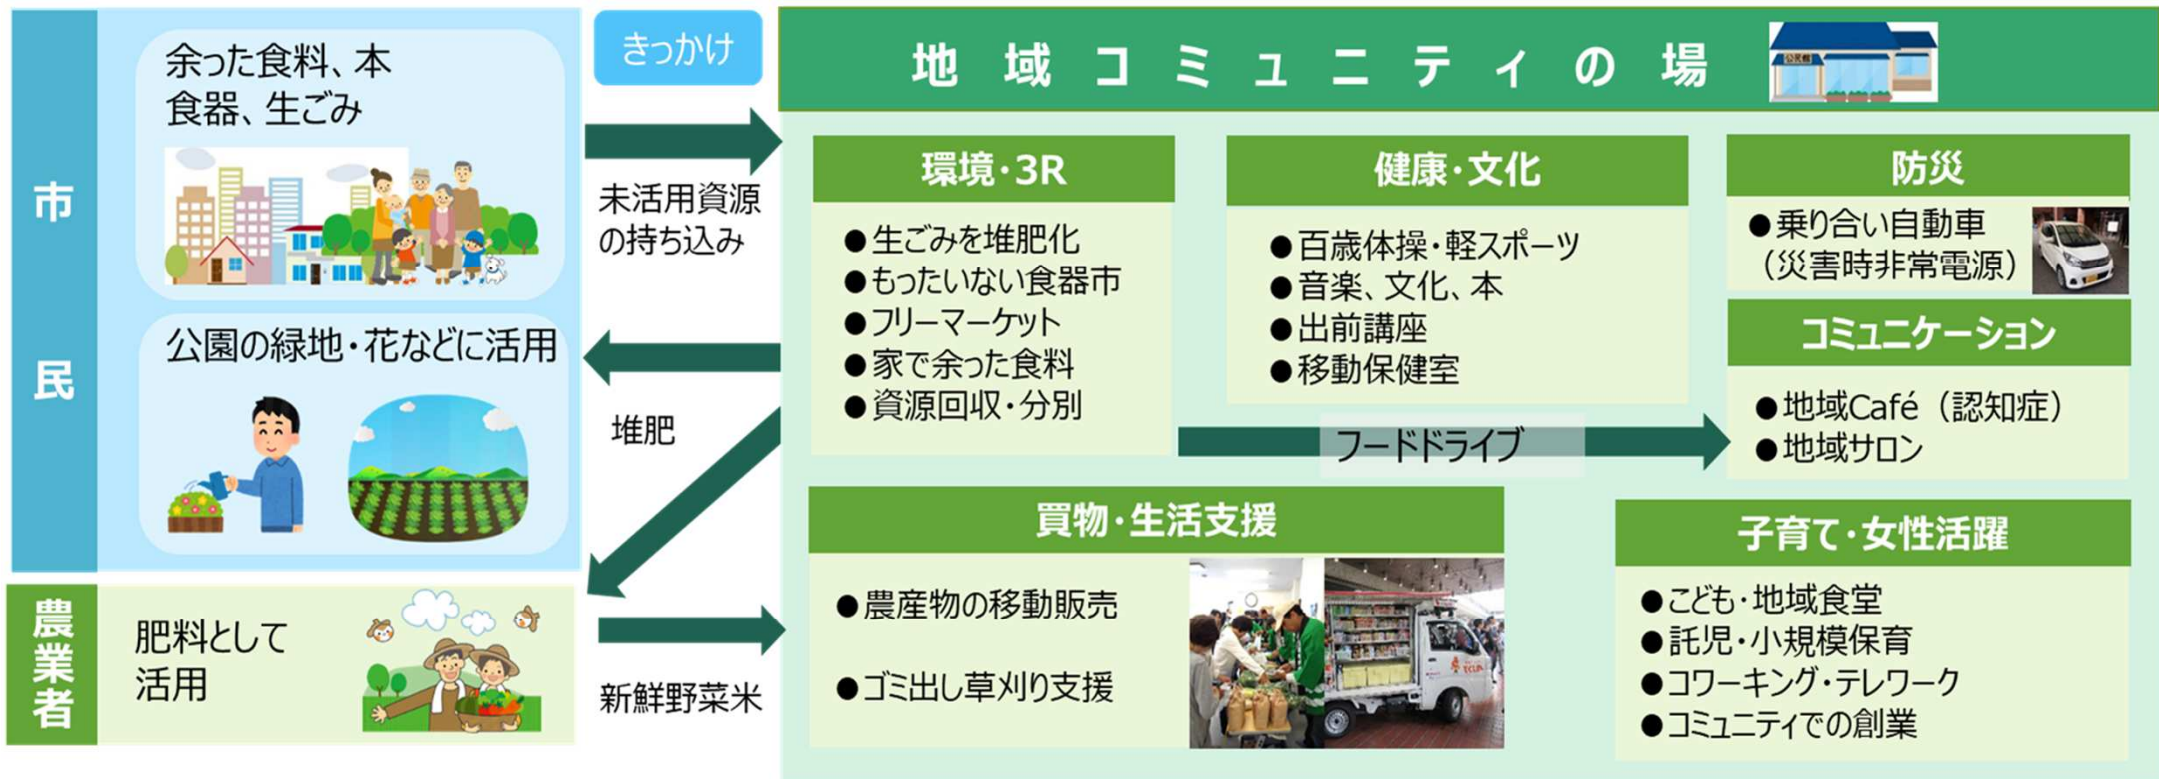 市民
余った食料、本
食器、生ごみ
公園の緑地・花などに活用
農業者
肥料として
活用
きっかけ
未活用資源
の持ち込み
堆肥
新鮮野菜米
地域コミュニティの場
公民館
環境・3R
●生ごみを堆肥化
●もったいない食器市
●フリーマーケット
●家で余った食料
●資源回収・分別
健康・文化
●百歳体操・軽スポーツ
●音楽、文化、本
●出前講座
●移動保健室
防災
●乗り合い自動車
（災害時非常電源）
コミュニケーション
●地域Café（認知症）
●地域サロン
フードドライブ
買物・生活支援
●農産物の移動販売
●ゴミ出し草刈り支援
子育て・女性活躍
●こども・地域食堂
●託児・小規模保育
●コワーキング・テレワーク
●コミュニティでの創業